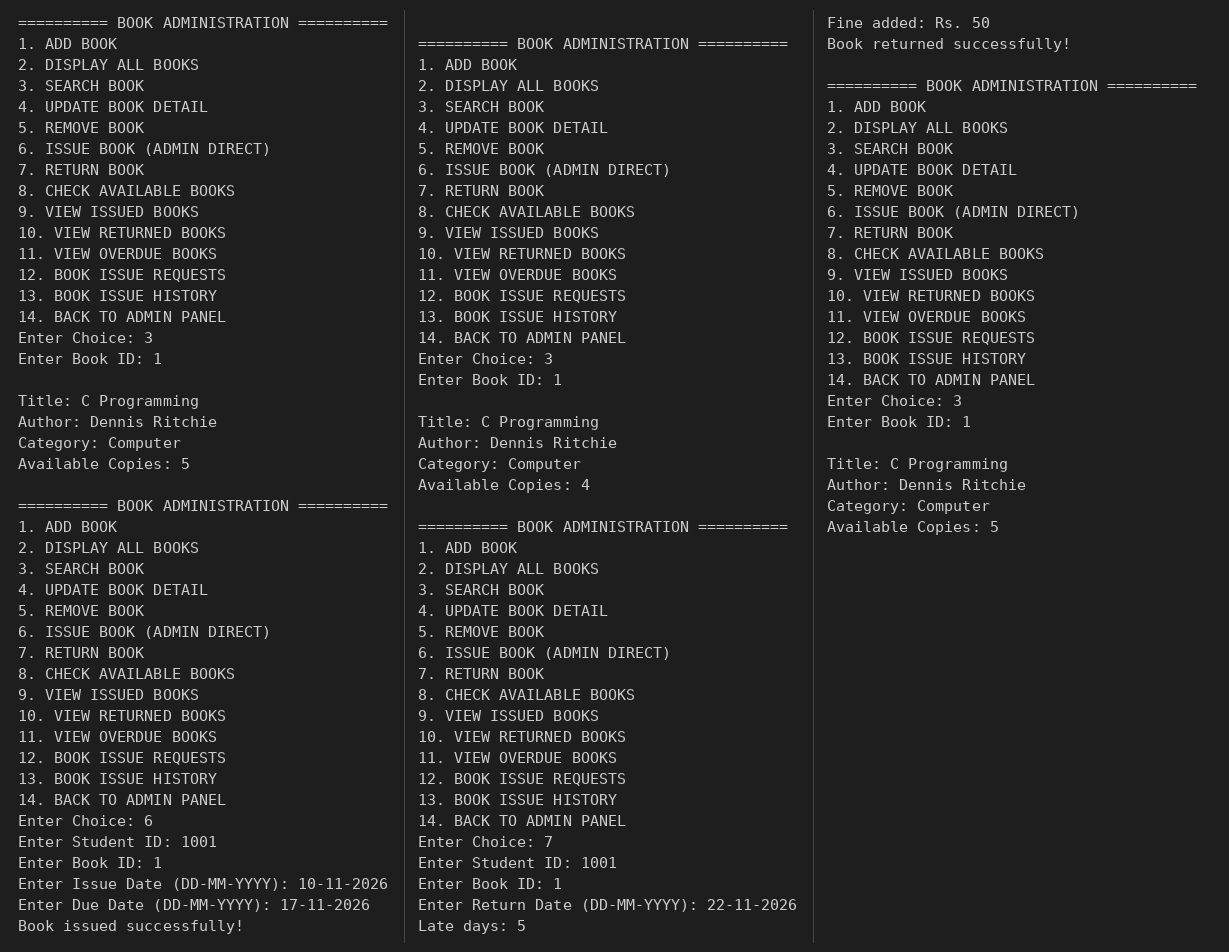 ========== BOOK ADMINISTRATION ==========
1. ADD BOOK
2. DISPLAY ALL BOOKS
3. SEARCH BOOK
4. UPDATE BOOK DETAIL
5. REMOVE BOOK
6. ISSUE BOOK (ADMIN DIRECT)
7. RETURN BOOK
8. CHECK AVAILABLE BOOKS
9. VIEW ISSUED BOOKS
10. VIEW RETURNED BOOKS
11. VIEW OVERDUE BOOKS
12. BOOK ISSUE REQUESTS
13. BOOK ISSUE HISTORY
14. BACK TO ADMIN PANEL
Enter Choice: 3
Enter Book ID: 1

Title: C Programming
Author: Dennis Ritchie
Category: Computer
Available Copies: 5

========== BOOK ADMINISTRATION ==========
1. ADD BOOK
2. DISPLAY ALL BOOKS
3. SEARCH BOOK
4. UPDATE BOOK DETAIL
5. REMOVE BOOK
6. ISSUE BOOK (ADMIN DIRECT)
7. RETURN BOOK
8. CHECK AVAILABLE BOOKS
9. VIEW ISSUED BOOKS
10. VIEW RETURNED BOOKS
11. VIEW OVERDUE BOOKS
12. BOOK ISSUE REQUESTS
13. BOOK ISSUE HISTORY
14. BACK TO ADMIN PANEL
Enter Choice: 6
Enter Student ID: 1001
Enter Book ID: 1
Enter Issue Date (DD-MM-YYYY): 10-11-2026
Enter Due Date (DD-MM-YYYY): 17-11-2026
Book issued successfully!

========== BOOK ADMINISTRATION ==========
1. ADD BOOK
2. DISPLAY ALL BOOKS
3. SEARCH BOOK
4. UPDATE BOOK DETAIL
5. REMOVE BOOK
6. ISSUE BOOK (ADMIN DIRECT)
7. RETURN BOOK
8. CHECK AVAILABLE BOOKS
9. VIEW ISSUED BOOKS
10. VIEW RETURNED BOOKS
11. VIEW OVERDUE BOOKS
12. BOOK ISSUE REQUESTS
13. BOOK ISSUE HISTORY
14. BACK TO ADMIN PANEL
Enter Choice: 3
Enter Book ID: 1

Title: C Programming
Author: Dennis Ritchie
Category: Computer
Available Copies: 4

========== BOOK ADMINISTRATION ==========
1. ADD BOOK
2. DISPLAY ALL BOOKS
3. SEARCH BOOK
4. UPDATE BOOK DETAIL
5. REMOVE BOOK
6. ISSUE BOOK (ADMIN DIRECT)
7. RETURN BOOK
8. CHECK AVAILABLE BOOKS
9. VIEW ISSUED BOOKS
10. VIEW RETURNED BOOKS
11. VIEW OVERDUE BOOKS
12. BOOK ISSUE REQUESTS
13. BOOK ISSUE HISTORY
14. BACK TO ADMIN PANEL
Enter Choice: 7
Enter Student ID: 1001
Enter Book ID: 1
Enter Return Date (DD-MM-YYYY): 22-11-2026
Late days: 5
Fine added: Rs. 50
Book returned successfully!

========== BOOK ADMINISTRATION ==========
1. ADD BOOK
2. DISPLAY ALL BOOKS
3. SEARCH BOOK
4. UPDATE BOOK DETAIL
5. REMOVE BOOK
6. ISSUE BOOK (ADMIN DIRECT)
7. RETURN BOOK
8. CHECK AVAILABLE BOOKS
9. VIEW ISSUED BOOKS
10. VIEW RETURNED BOOKS
11. VIEW OVERDUE BOOKS
12. BOOK ISSUE REQUESTS
13. BOOK ISSUE HISTORY
14. BACK TO ADMIN PANEL
Enter Choice: 3
Enter Book ID: 1

Title: C Programming
Author: Dennis Ritchie
Category: Computer
Available Copies: 5